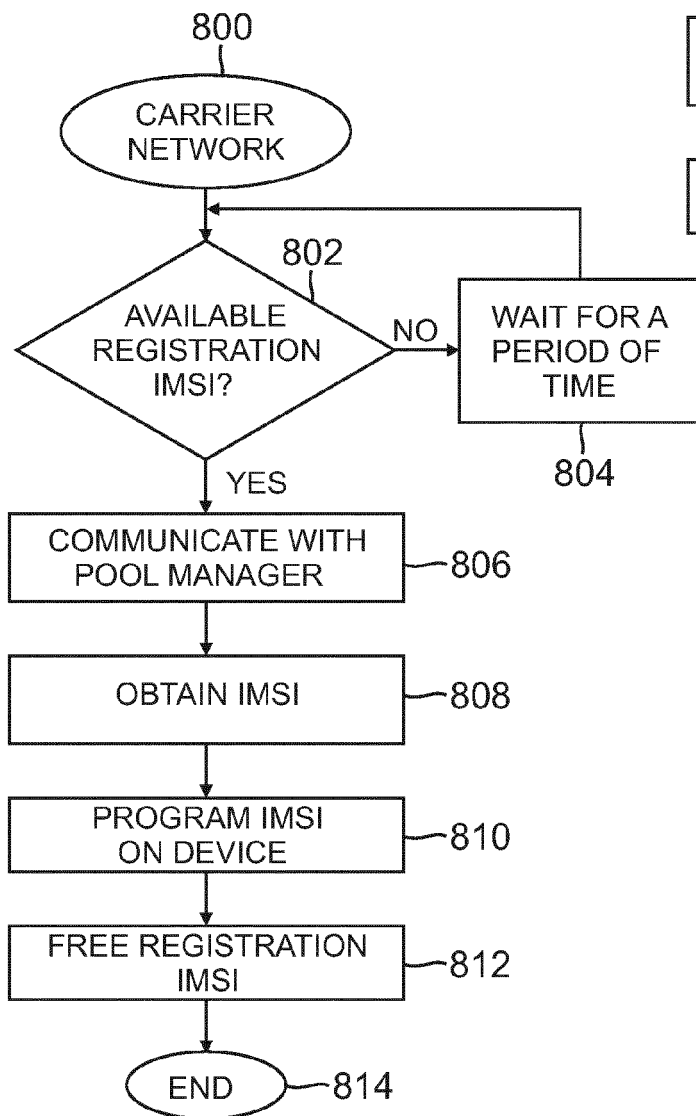 800
CARRIER
NETWORK
802
AVAILABLE
REGISTRATION
IMSI?
NO
WAIT FOR A
PERIOD OF
TIME
804
YES
COMMUNICATE WITH
POOL MANAGER
806
OBTAIN IMSI
808
PROGRAM IMSI
ON DEVICE
810
FREE REGISTRATION
IMSI
812
END
814